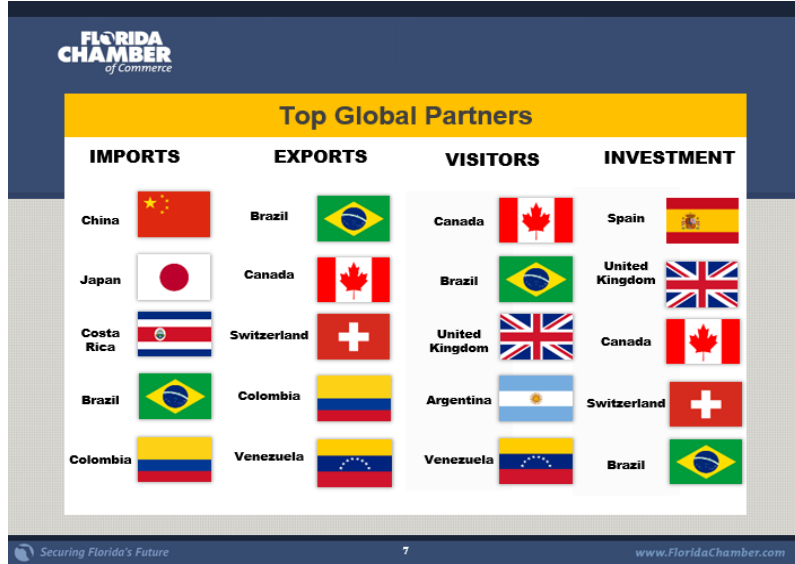 FLORIDA
CHAMBER
of Commerce
Top Global Partners
IMPORTS
China
Japan
Costa
Rica
Brazil
Colombia
EXPORTS
Brazil
Canada
Switzerland
Colombia
Venezuela
VISITORS
Canada
Brazil
United
Kingdom
Argentina
Venezuela
INVESTMENT
Spain
United
Kingdom
Canada
Switzerland
Brazil
Securing Florida's Future
7
www.FloridaChamber.com